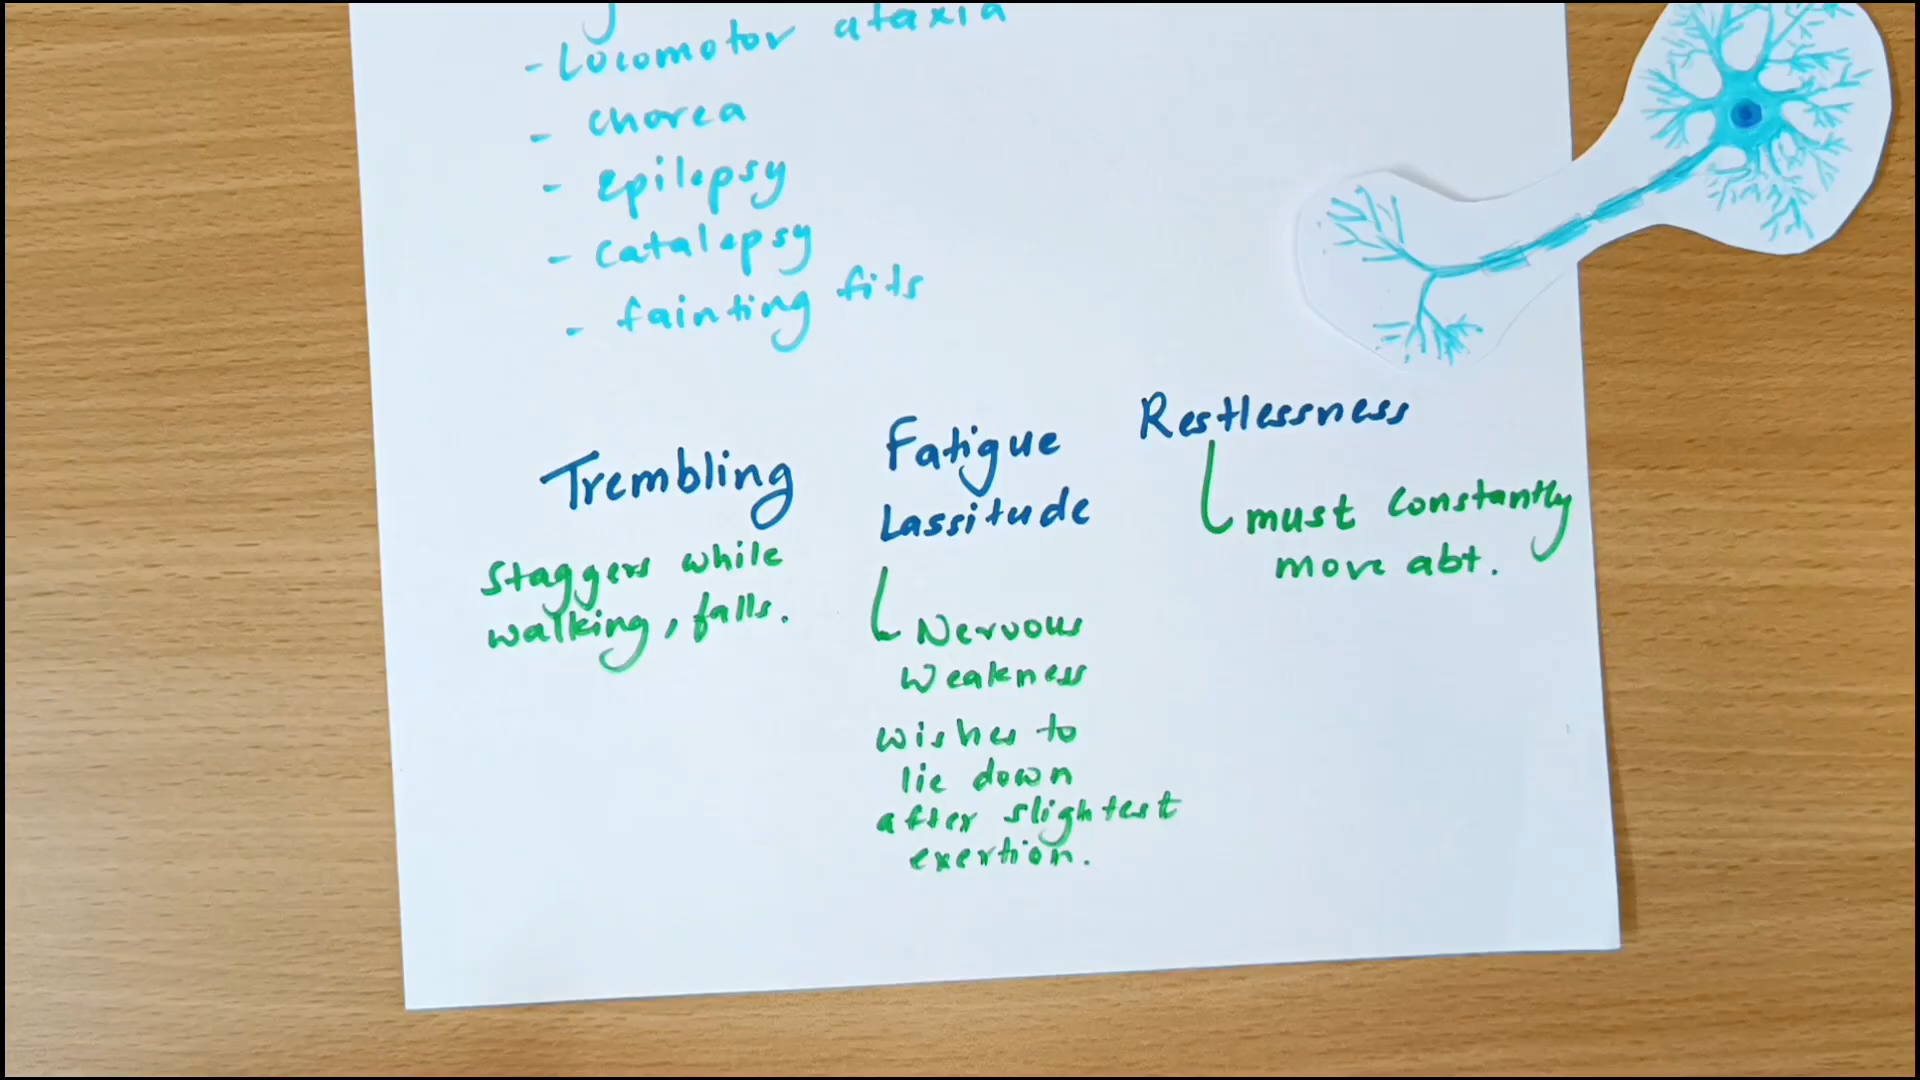 - Locomotor ataxia
- chorea
- epilepsy
- catalepsy
- fainting fits
Trembling
staggers while
walking, falls.
Fatigue
Lassitude
Nervous
Weakness
wishes to
lie down
after slightest
exertion.
Restlessness
must constantly
move abt.